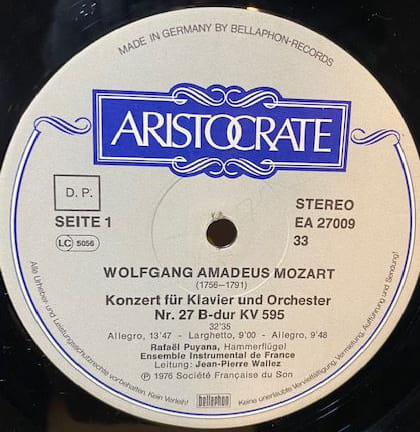 MADE IN GERMANY BY BELLAPHON-RECORDS
ARISTOCRATE
D. P.
SEITE 1
LC 5056
STEREO
EA 27009
33
WOLFGANG AMADEUS MOZART
(1756—1791)
Konzert für Klavier und Orchester
Nr. 27 B-dur KV 595
32'35
Allegro, 13'47 - Larghetto, 9'00 - Allegro, 9'48
Rafaël Puyana, Hammerflügel
Ensemble Instrumental de France
Leitung: Jean-Pierre Wallez
℗ 1976 Société Française du Son
bellaphon
Alle Urheber- und Leistungsschutzrechte vorbehalten. Kein Verleih! Keine unerlaubte Vervielfältigung, Vermietung, Aufführung und Sendung!